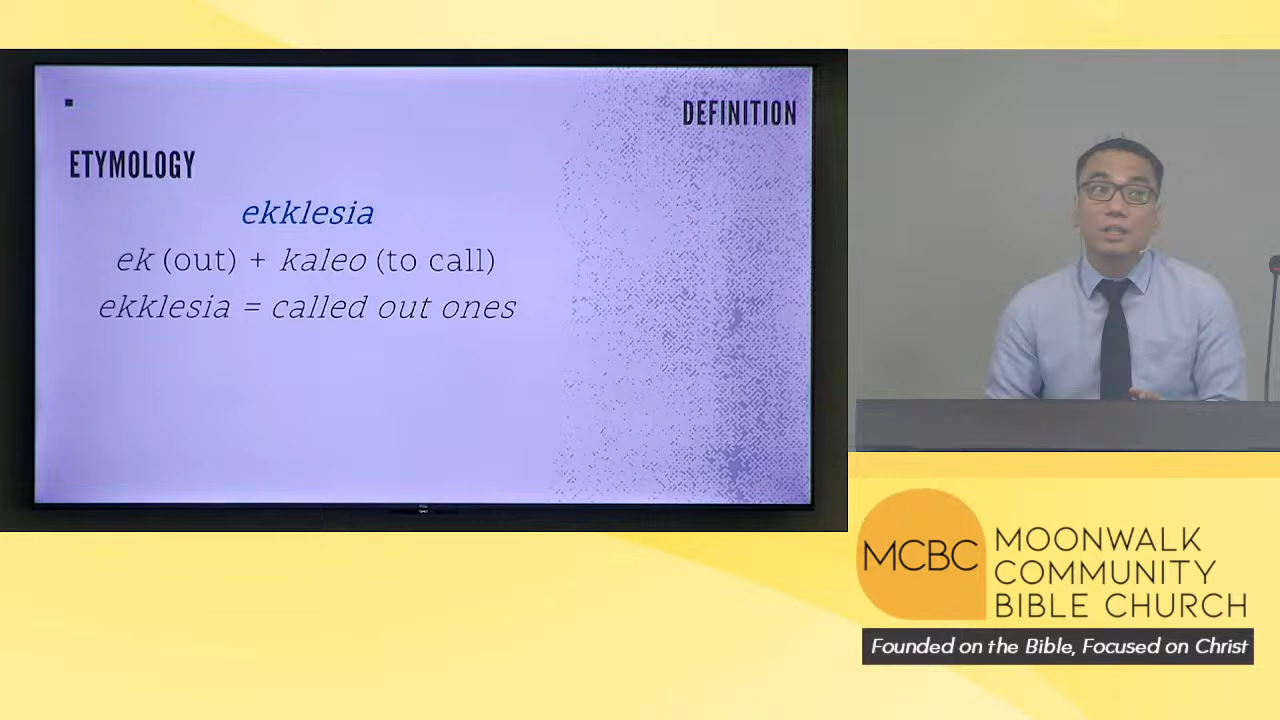 DEFINITION
ETYMOLOGY
ekklesia
ek (out) + kaleo (to call)
ekklesia = called out ones
MCBC
MOONWALK
COMMUNITY
BIBLE CHURCH
Founded on the Bible, Focused on Christ